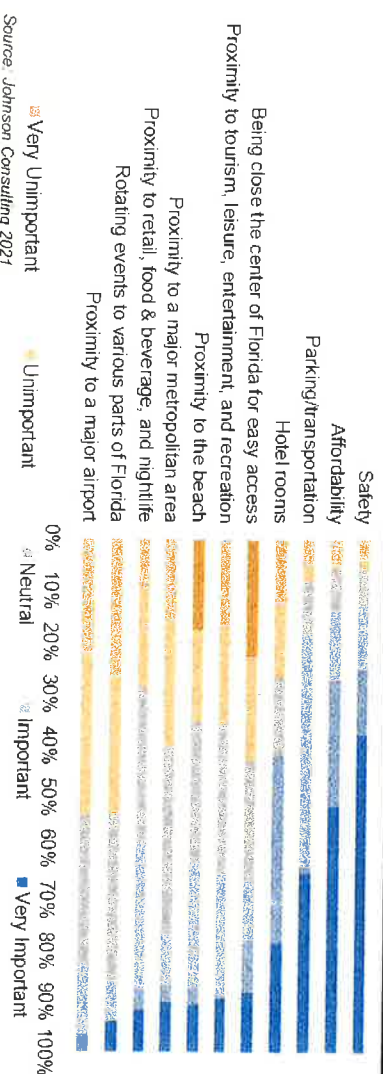 Safety
Affordability
Parking/transportation
Hotel rooms
Being close the center of Florida for easy access
Proximity to tourism, leisure, entertainment, and recreation
Proximity to the beach
Proximity to a major metropolitan area
Proximity to retail, food & beverage, and nightlife
Rotating events to various parts of Florida
Proximity to a major airport
0% 10% 20% 30% 40% 50% 60% 70% 80% 90% 100%
Very Unimportant Unimportant Neutral Important Very Important
Source: Johnson Consulting 2021